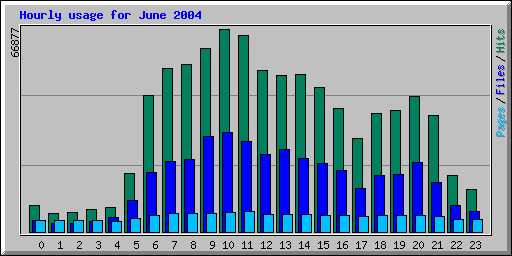 Hourly usage for June 2004
66877
Pages / Files / Hits
0 1 2 3 4 5 6 7 8 9 10 11 12 13 14 15 16 17 18 19 20 21 22 23